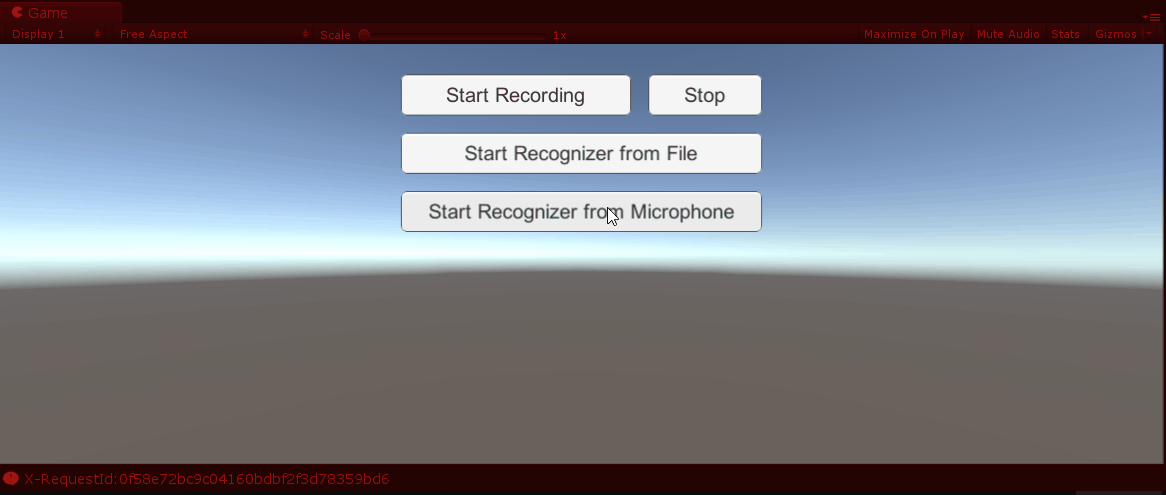 Game
Display 1 Free Aspect Scale 1x Maximize On Play Mute Audio Stats Gizmos
Start Recording Stop
Start Recognizer from File
Start Recognizer from Microphone
X-RequestId:0f58e72bc9c04160bdbf2f3d78359bd6